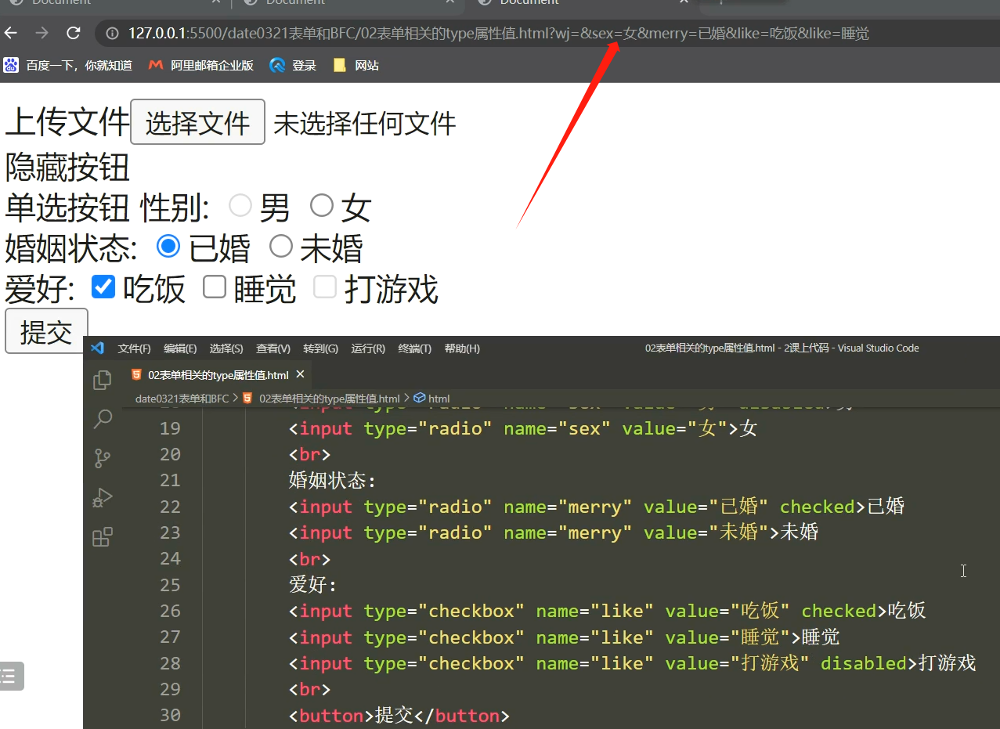 Document
Document
Document
127.0.0.1:5500/date0321表单和BFC/02表单相关的type属性值.html?wj=&sex=女&merry=已婚&like=吃饭&like=睡觉
百度一下，你就知道 阿里邮箱企业版 登录 网站
上传文件 选择文件 未选择任何文件
隐藏按钮
单选按钮 性别: 男 女
婚姻状态: 已婚 未婚
爱好: 吃饭 睡觉 打游戏
提交
文件(F) 编辑(E) 选择(S) 查看(V) 转到(G) 运行(R) 终端(T) 帮助(H) 02表单相关的type属性值.html - 2课上代码 - Visual Studio Code
02表单相关的type属性值.html
date0321表单和BFC > 02表单相关的type属性值.html > html
19 <input type="radio" name="sex" value="女">女
20 <br>
21 婚姻状态:
22 <input type="radio" name="merry" value="已婚" checked>已婚
23 <input type="radio" name="merry" value="未婚">未婚
24 <br>
25 爱好:
26 <input type="checkbox" name="like" value="吃饭" checked>吃饭
27 <input type="checkbox" name="like" value="睡觉">睡觉
28 <input type="checkbox" name="like" value="打游戏" disabled>打游戏
29 <br>
30 <button>提交</button>